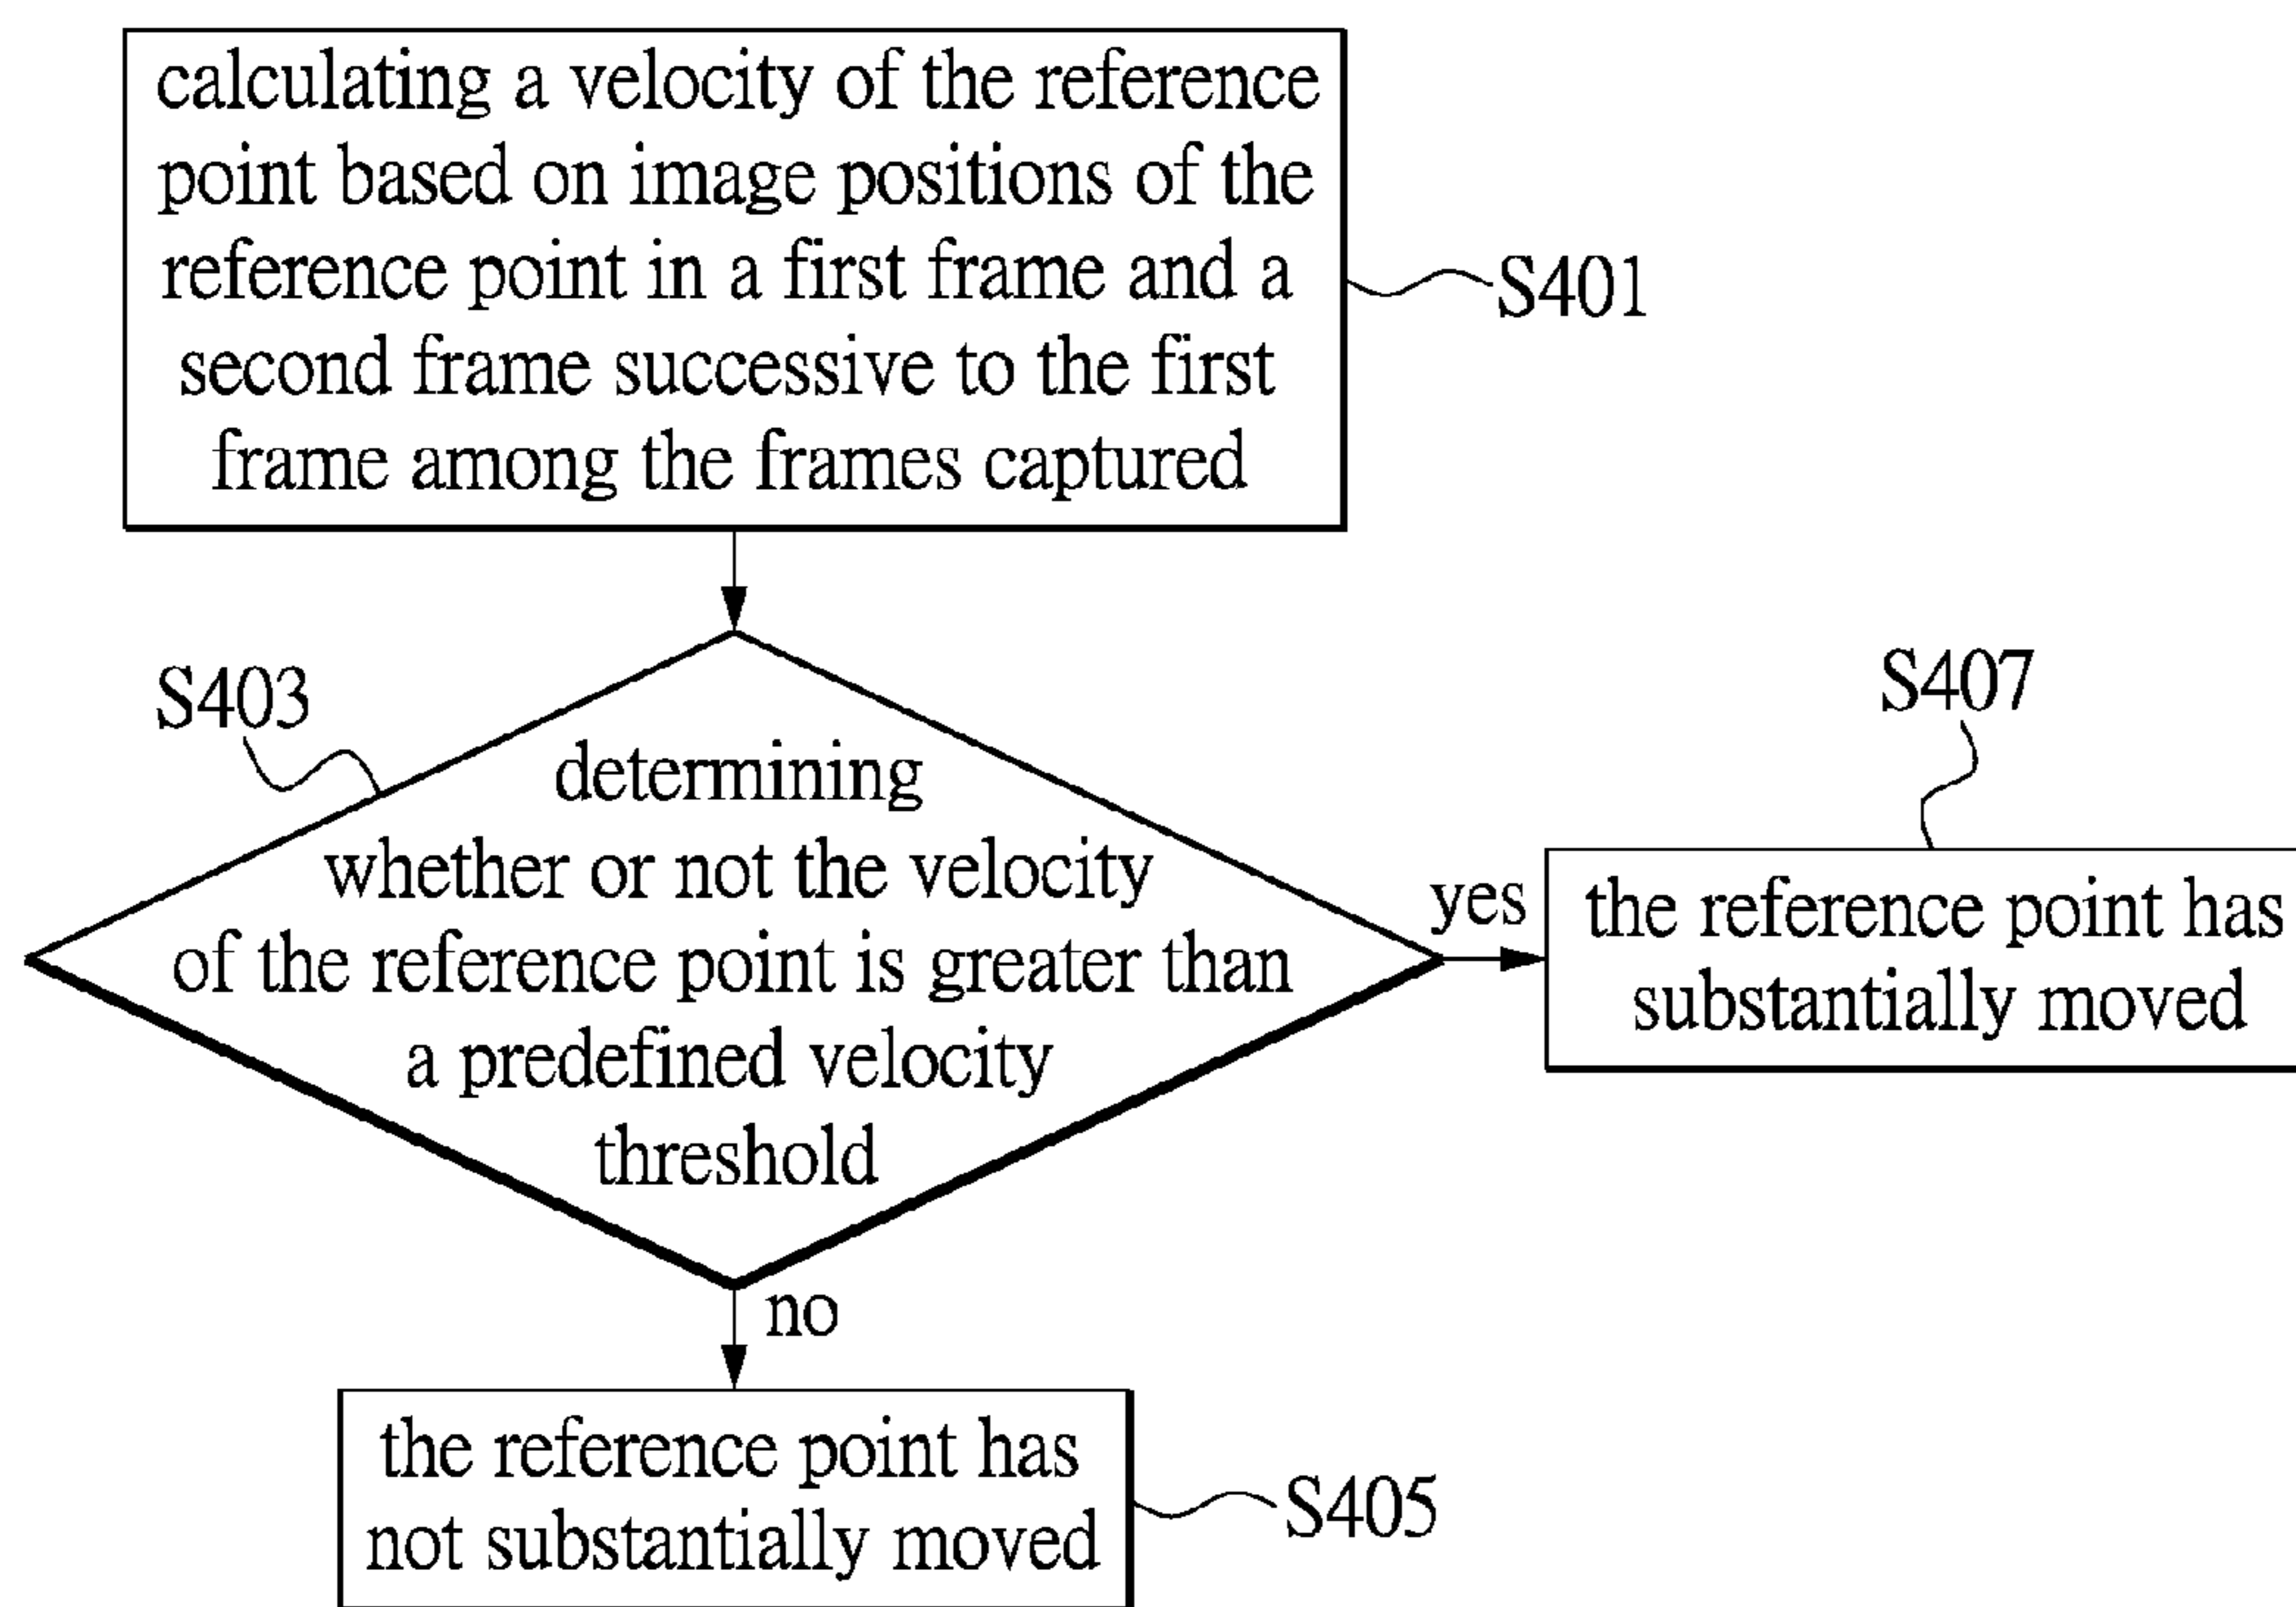 calculating a velocity of the reference
point based on image positions of the
reference point in a first frame and a
second frame successive to the first
frame among the frames captured
S401
S403
determining
whether or not the velocity
of the reference point is greater than
a predefined velocity
threshold
yes
S407
the reference point has
substantially moved
no
the reference point has
not substantially moved
S405